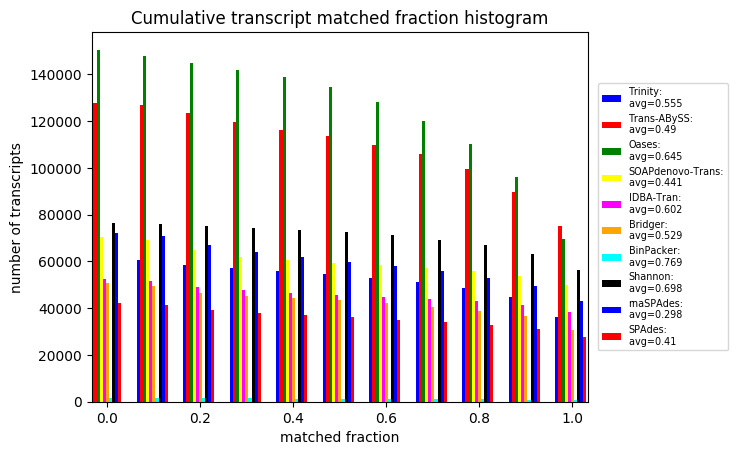 Cumulative transcript matched fraction histogram
number of transcripts
140000
120000
100000
80000
60000
40000
20000
0
0.0 0.2 0.4 0.6 0.8 1.0
matched fraction
Trinity:
avg=0.555
Trans-ABySS:
avg=0.49
Oases:
avg=0.645
SOAPdenovo-Trans:
avg=0.441
IDBA-Tran:
avg=0.602
Bridger:
avg=0.529
BinPacker:
avg=0.769
Shannon:
avg=0.698
rnaSPAdes:
avg=0.298
SPAdes:
avg=0.41